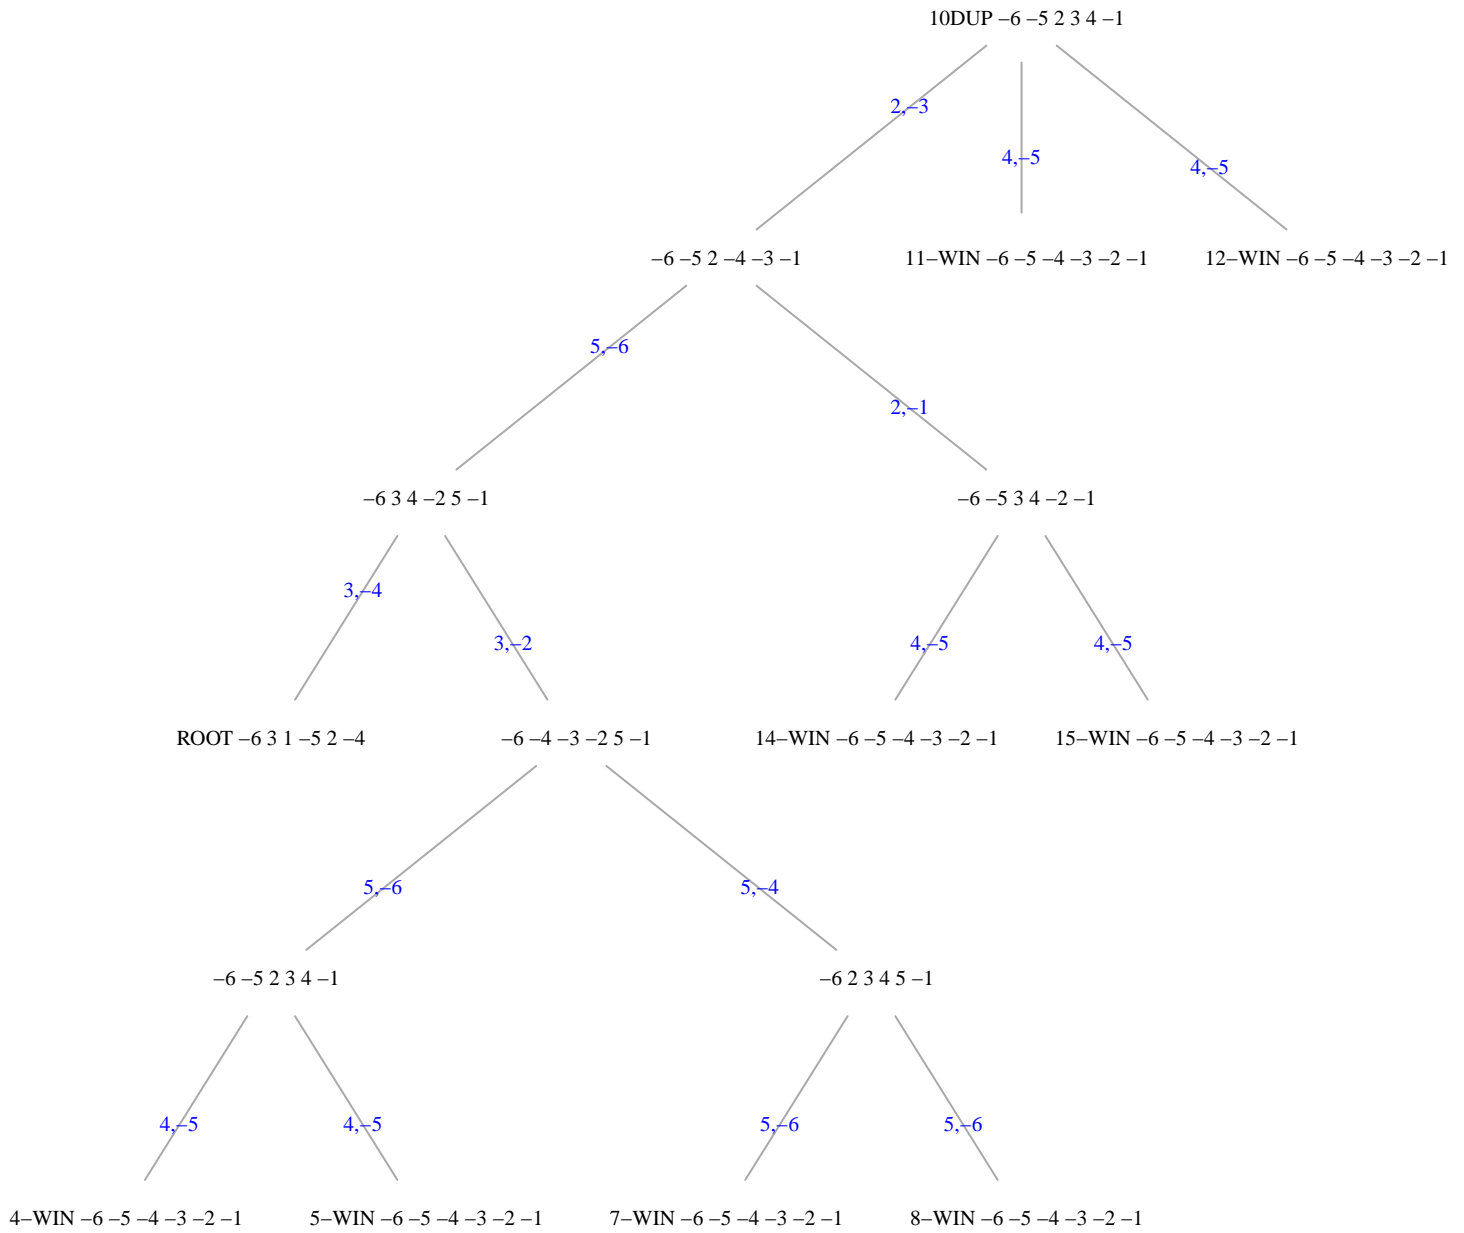 10DUP –6 –5 2 3 4 –1
2,–3
4,–5
4,–5
–6 –5 2 –4 –3 –1
11–WIN –6 –5 –4 –3 –2 –1
12–WIN –6 –5 –4 –3 –2 –1
5,–6
2,–1
–6 3 4 –2 5 –1
–6 –5 3 4 –2 –1
3,–4
3,–2
4,–5
4,–5
ROOT –6 3 1 –5 2 –4
–6 –4 –3 –2 5 –1
14–WIN –6 –5 –4 –3 –2 –1
15–WIN –6 –5 –4 –3 –2 –1
5,–6
5,–4
–6 –5 2 3 4 –1
–6 2 3 4 5 –1
4,–5
4,–5
5,–6
5,–6
4–WIN –6 –5 –4 –3 –2 –1
5–WIN –6 –5 –4 –3 –2 –1
7–WIN –6 –5 –4 –3 –2 –1
8–WIN –6 –5 –4 –3 –2 –1